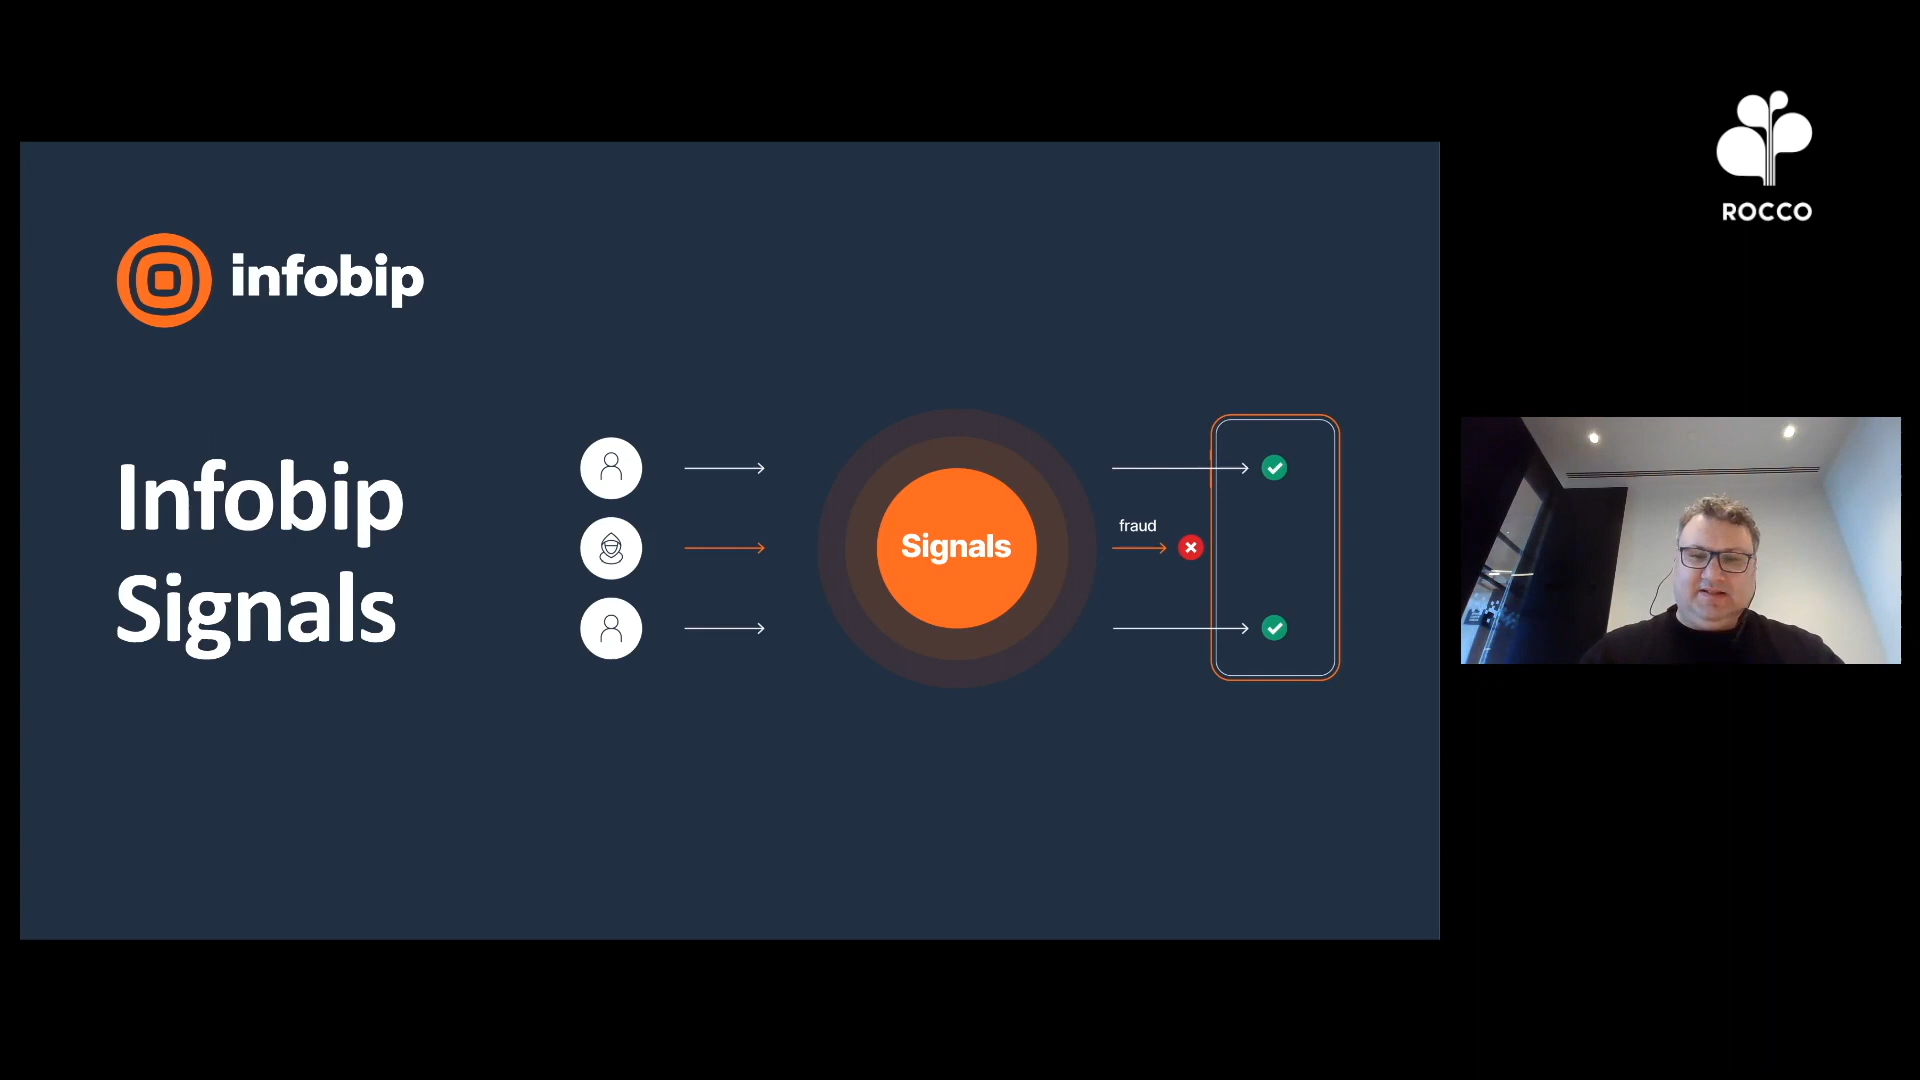 ROCCO
infobip
Infobip
Signals
Signals
fraud